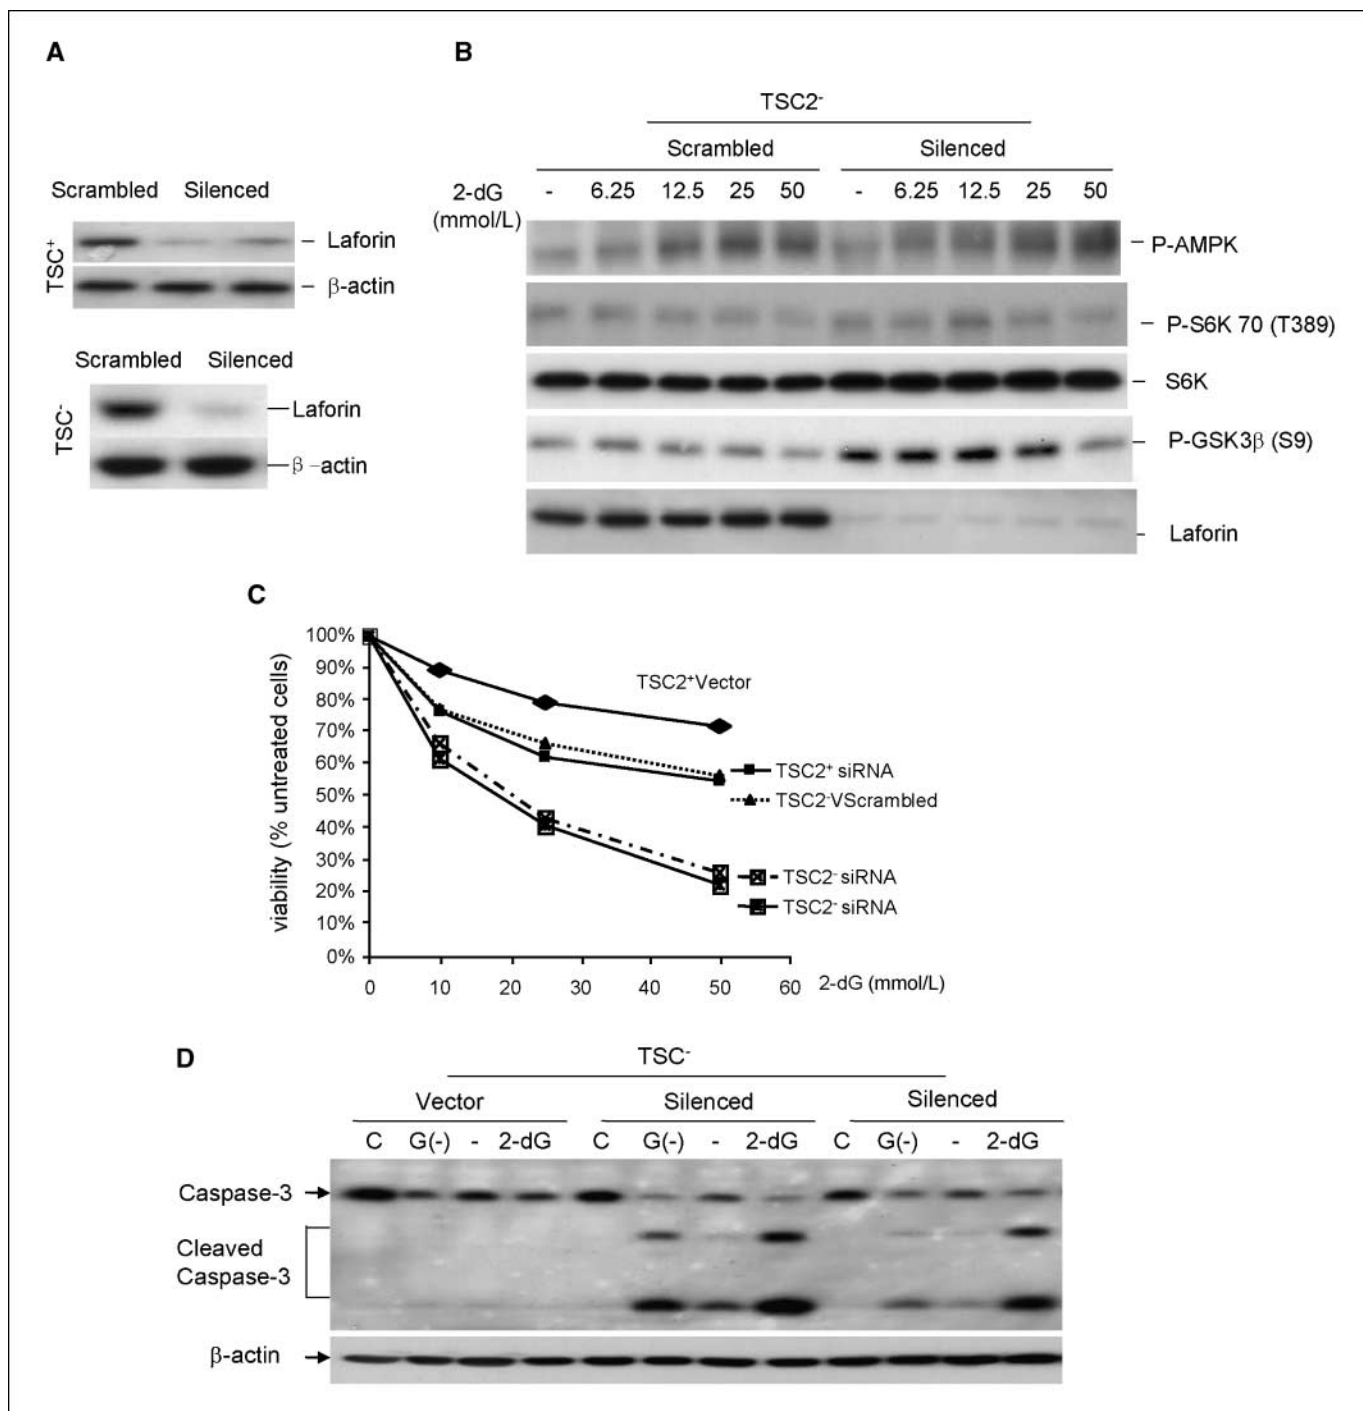 A
Scrambled Silenced
TSC+
– Laforin
– β-actin
Scrambled Silenced
TSC-
Laforin
β –actin
B
TSC2-
Scrambled Silenced
2-dG - 6.25 12.5 25 50 - 6.25 12.5 25 50
(mmol/L)
– P-AMPK
– P-S6K 70 (T389)
– S6K
– P-GSK3β (S9)
- Laforin
C
viability (% untreated cells)
100%
90%
80%
70%
60%
50%
40%
30%
20%
10%
0%
0 10 20 30 40 50 60 2-dG (mmol/L)
TSC2+Vector
TSC2+ siRNA
TSC2-VScrambled
TSC2- siRNA
TSC2- siRNA
D
TSC-
Vector Silenced Silenced
C G(-) - 2-dG C G(-) - 2-dG C G(-) - 2-dG
Caspase-3
Cleaved
Caspase-3
β-actin